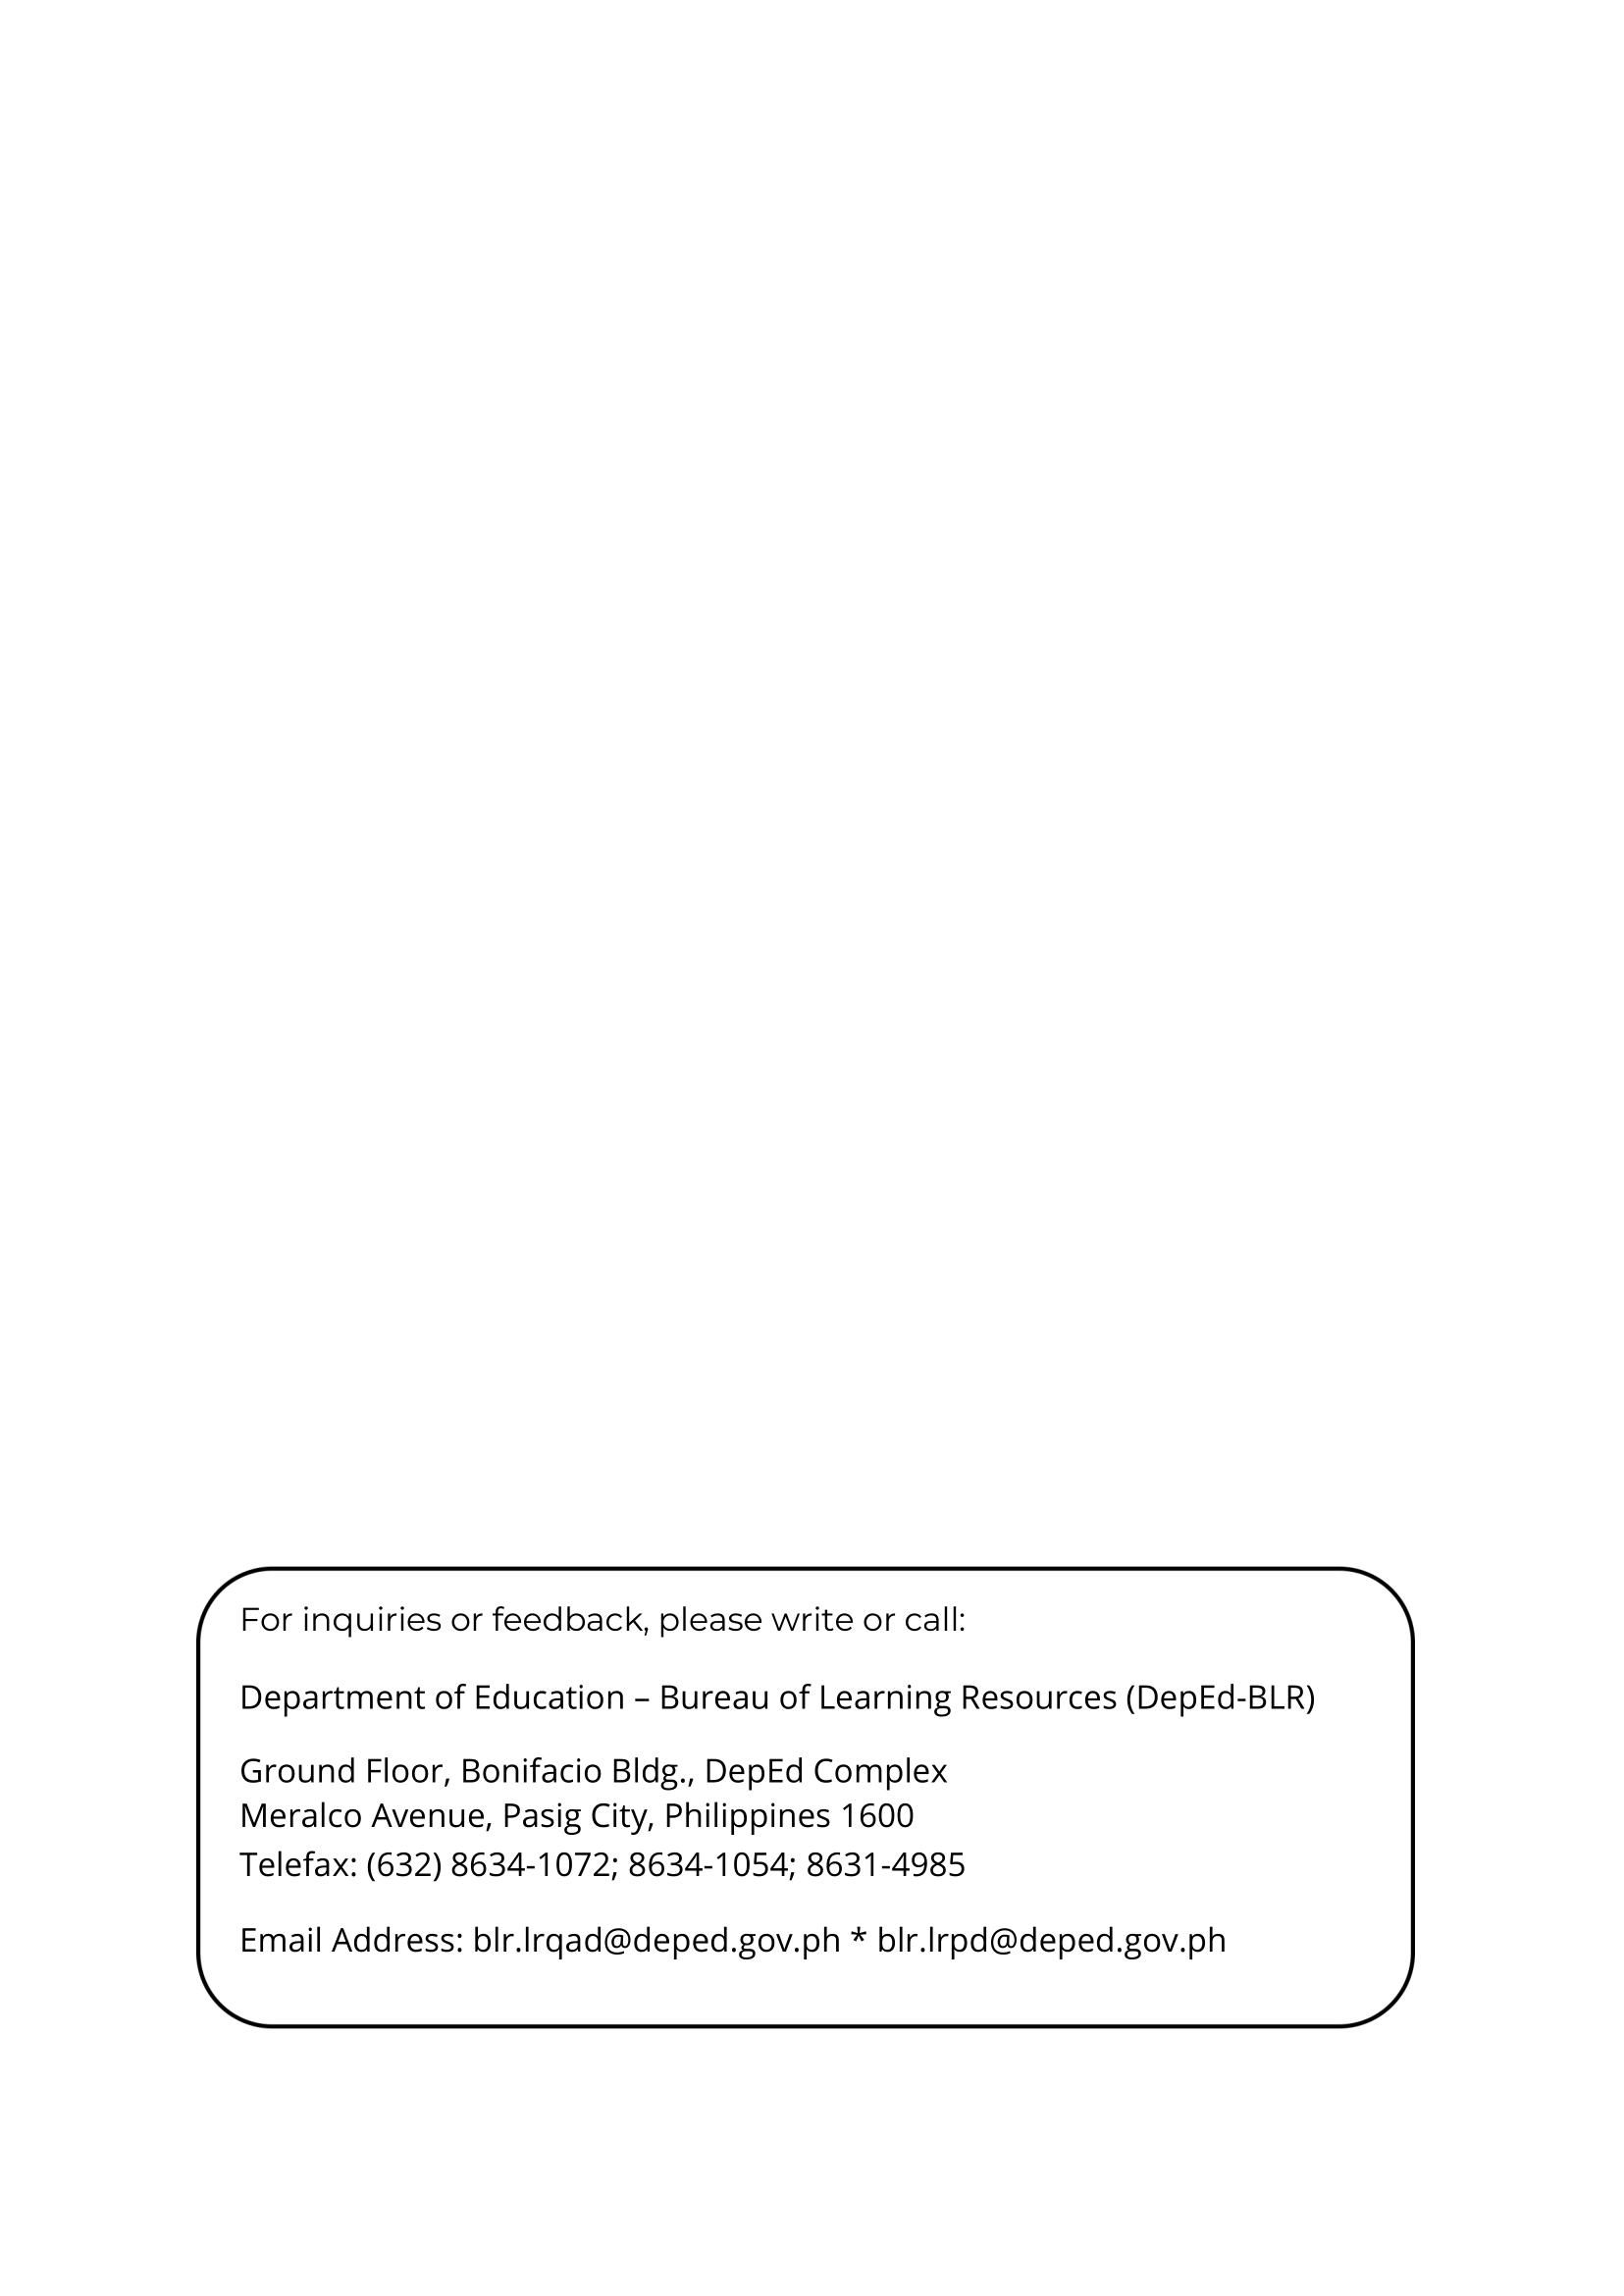 For inquiries or feedback, please write or call:
Department of Education – Bureau of Learning Resources (DepEd-BLR)
Ground Floor, Bonifacio Bldg., DepEd Complex
Meralco Avenue, Pasig City, Philippines 1600
Telefax: (632) 8634-1072; 8634-1054; 8631-4985
Email Address: blr.lrqad@deped.gov.ph * blr.lrpd@deped.gov.ph